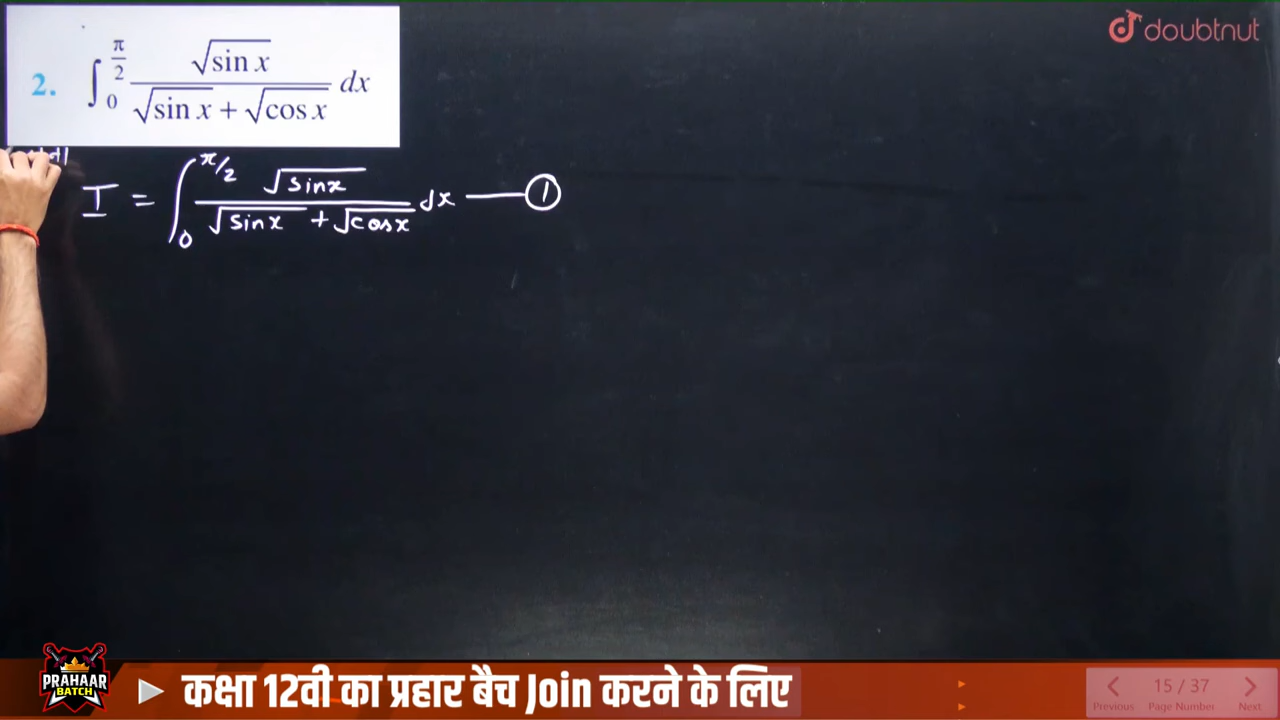 doubtnut
2. ∫₀^{π/2} √sin x / (√sin x + √cos x) dx
I = ∫₀^{π/2} √sinx / (√sinx + √cosx) dx —— ①
PRAHAAR
BATCH
कक्षा 12वी का प्रहार बैच Join करने के लिए
15 / 37
Previous Page Number Next